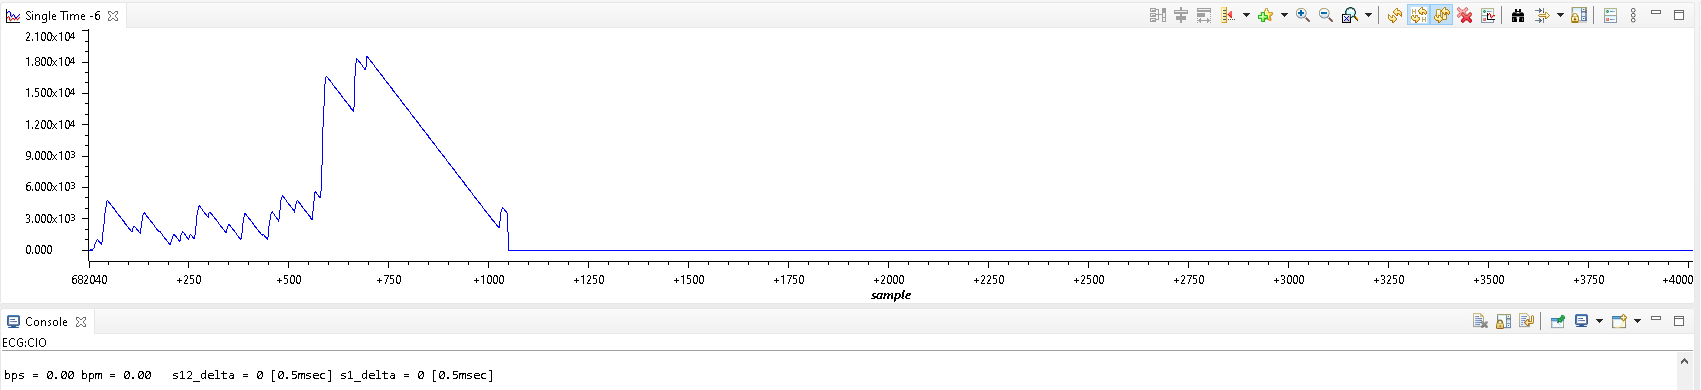 Single Time -6
2.100x10⁴
1.800x10⁴
1.500x10⁴
1.200x10⁴
9.000x10³
6.000x10³
3.000x10³
0.000
682040 +250 +500 +750 +1000 +1250 +1500 +1750 +2000 +2250 +2500 +2750 +3000 +3250 +3500 +3750 +4000
sample
Console
ECG:CIO
bps = 0.00 bpm = 0.00 s12_delta = 0 [0.5msec] s1_delta = 0 [0.5msec]